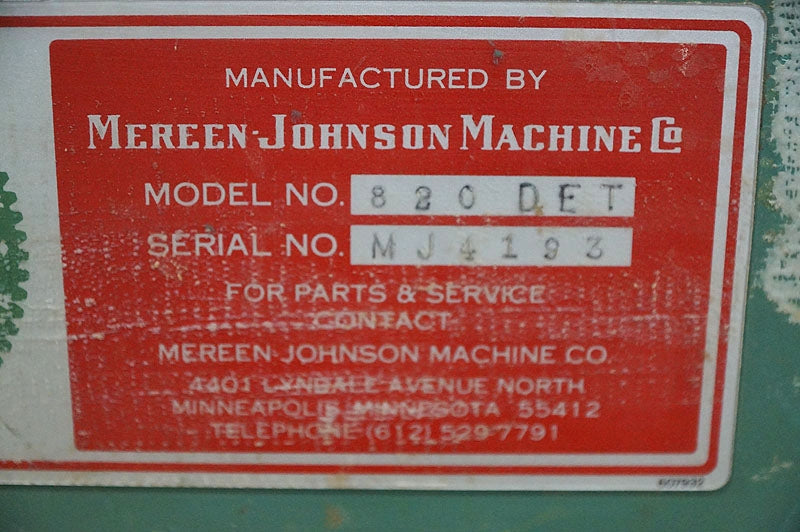 MANUFACTURED BY
MEREEN-JOHNSON MACHINE CO
MODEL NO. 820 DET
SERIAL NO. MJ4193
FOR PARTS & SERVICE
CONTACT
MEREEN JOHNSON MACHINE CO.
4401 LYNDALE AVENUE NORTH
MINNEAPOLIS MINNESOTA 55412
TELEPHONE (612) 529-7791